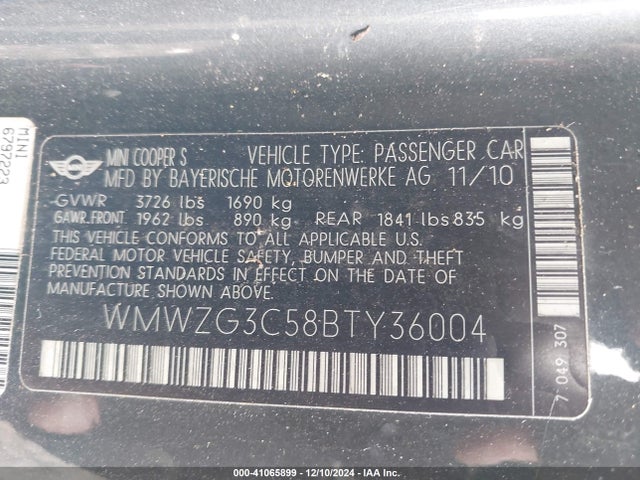 MINI
6797223
MINI COOPER S VEHICLE TYPE: PASSENGER CAR
MFD BY BAYERISCHE MOTORENWERKE AG 11/10
GVWR 3726 lbs 1690 kg
GAWR.FRONT 1962 lbs 890 kg REAR 1841 lbs 835 kg
THIS VEHICLE CONFORMS TO ALL APPLICABLE U.S.
FEDERAL MOTOR VEHICLE SAFETY, BUMPER AND THEFT
PREVENTION STANDARDS IN EFFECT ON THE DATE OF
MANUFACTURE SHOWN ABOVE.
WMWZG3C58BTY36004
7 049 307
000-41065899 • 12/10/2024 • IAA Inc.